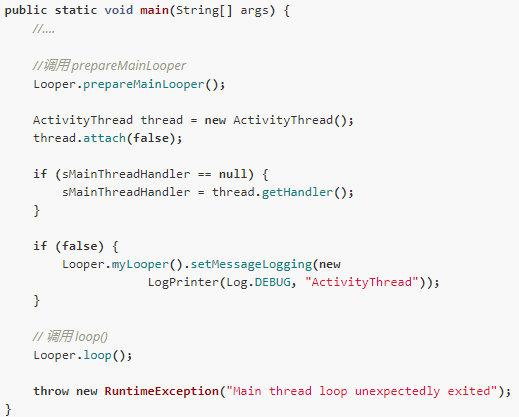 public static void main(String[] args) {
//....
//调用 prepareMainLooper
Looper.prepareMainLooper();
ActivityThread thread = new ActivityThread();
thread.attach(false);
if (sMainThreadHandler == null) {
sMainThreadHandler = thread.getHandler();
}
if (false) {
Looper.myLooper().setMessageLogging(new
LogPrinter(Log.DEBUG, "ActivityThread"));
}
// 调用 loop()
Looper.loop();
throw new RuntimeException("Main thread loop unexpectedly exited");
}